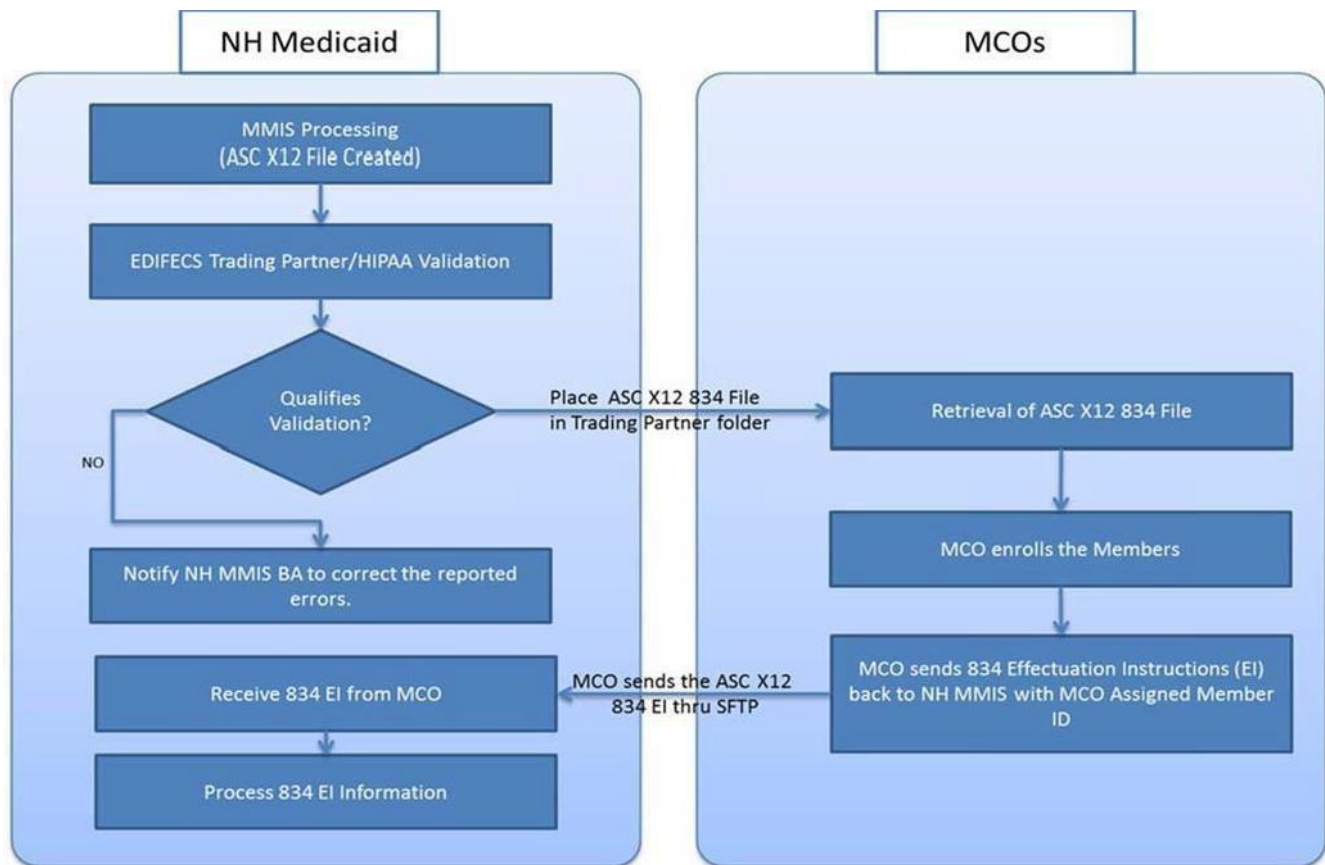 NH Medicaid
MCOs
MMIS Processing
(ASC X12 File Created)
EDIFECS Trading Partner/HIPAA Validation
Qualifies
Validation?
NO
Place ASC X12 834 File
in Trading Partner folder
Retrieval of ASC X12 834 File
MCO enrolls the Members
Notify NH MMIS BA to correct the reported
errors.
MCO sends 834 Effectuation Instructions (EI)
back to NH MMIS with MCO Assigned Member
ID
MCO sends the ASC X12
834 EI thru SFTP
Receive 834 EI from MCO
Process 834 EI Information